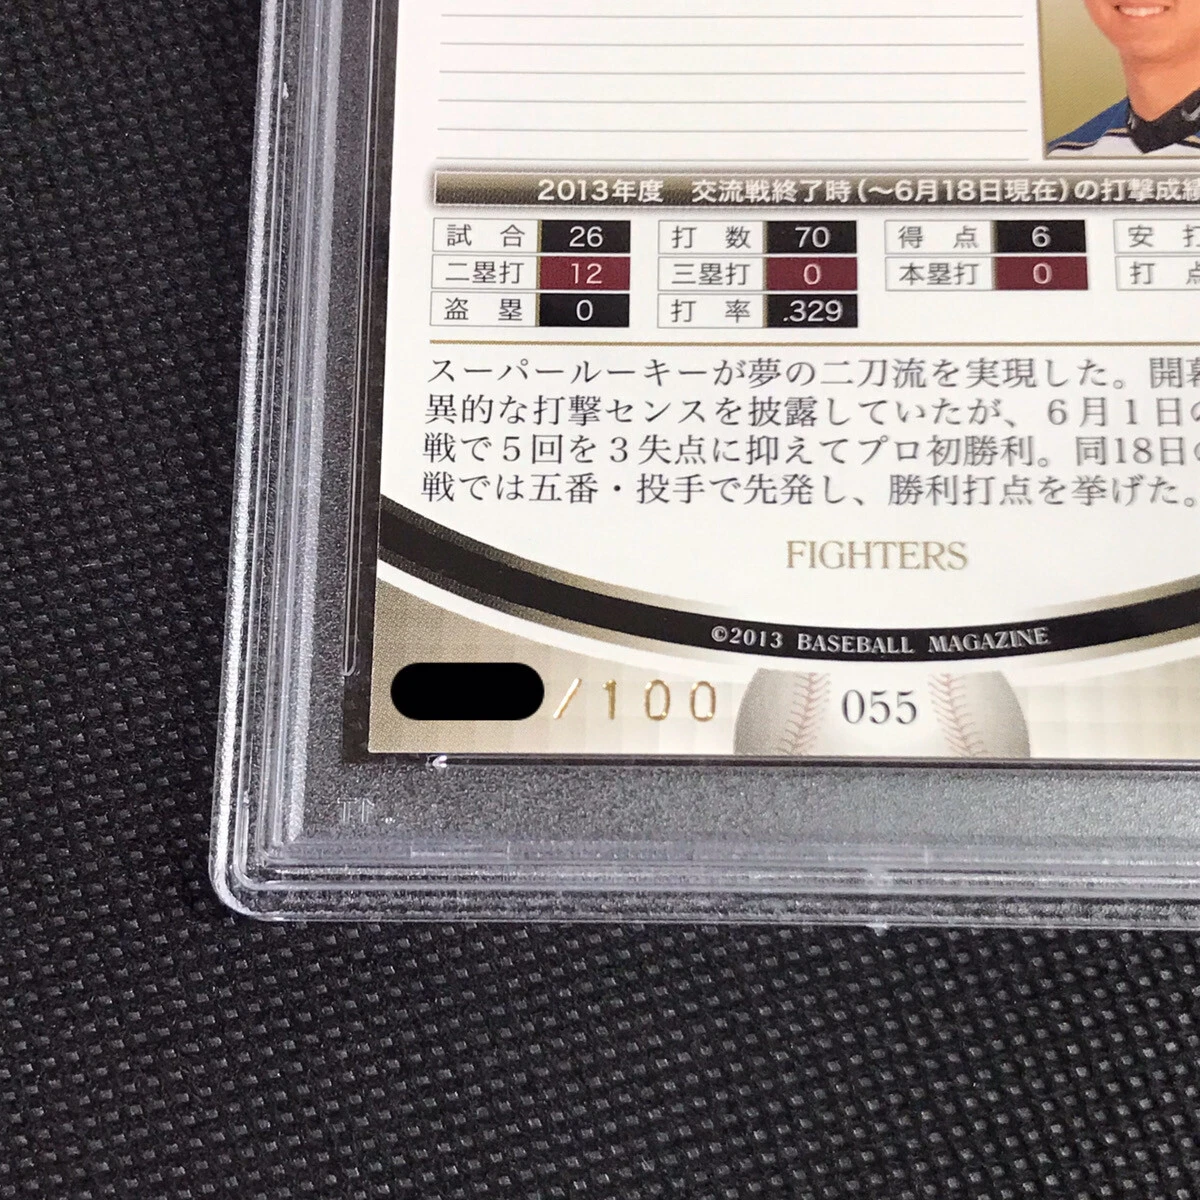 2013年度 交流戦終了時(〜6月18日現在)の打撃成
試合 26 打数 70 得点 6 安打
二塁打 12 三塁打 0 本塁打 0 打点
盗塁 0 打率 .329
スーパールーキーが夢の二刀流を実現した。開幕
異的な打撃センスを披露していたが、6月1日の
戦で5回を3失点に抑えてプロ初勝利。同18日の
戦では五番・投手で先発し、勝利打点を挙げた。
FIGHTERS
©2013 BASEBALL MAGAZINE
/100 055